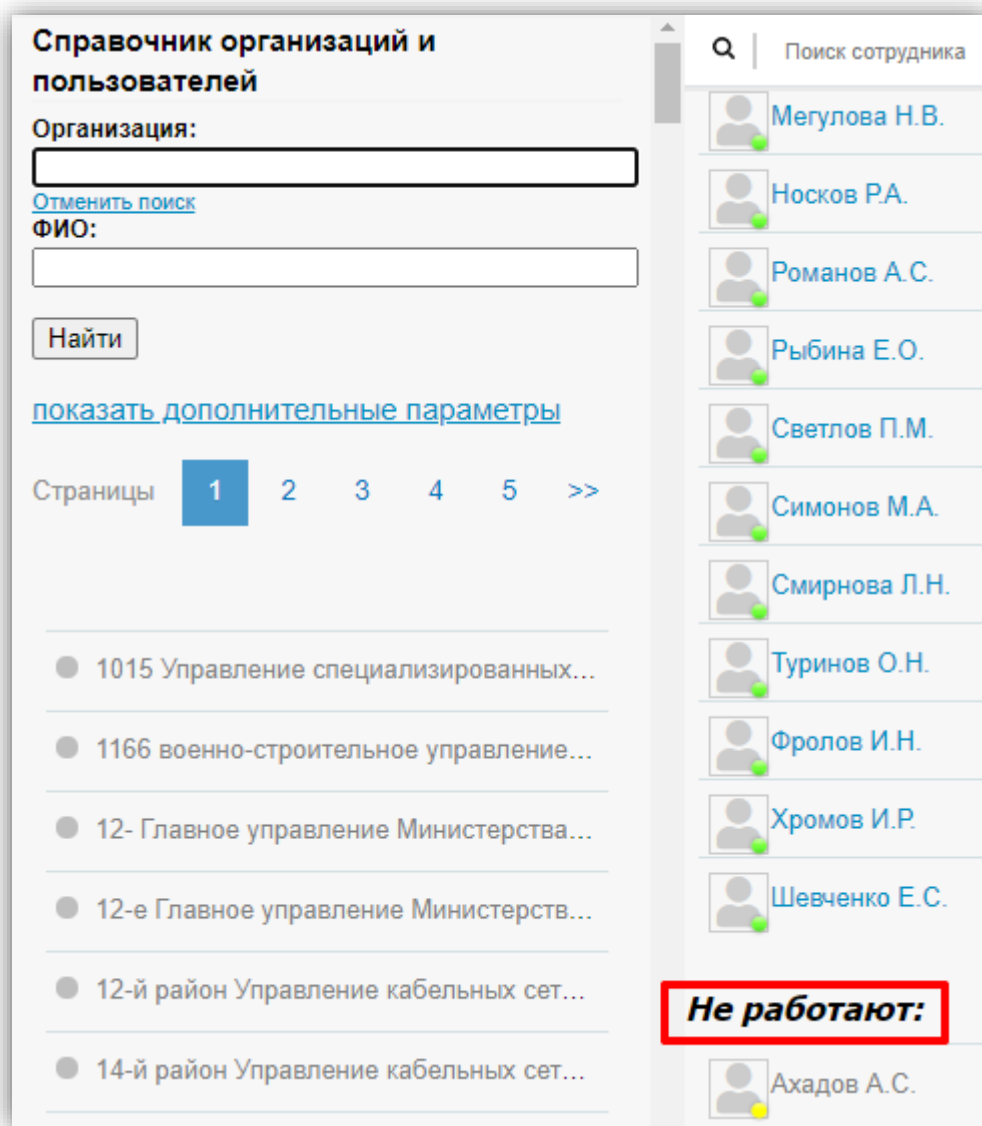 Справочник организаций и
пользователей
Организация:
Отменить поиск
ФИО:
Найти
показать дополнительные параметры
Страницы 1 2 3 4 5 >>
1015 Управление специализированных...
1166 военно-строительное управление...
12- Главное управление Министерства...
12-е Главное управление Министерств...
12-й район Управление кабельных сет...
14-й район Управление кабельных сет...
Поиск сотрудника
Мегулова Н.В.
Носков Р.А.
Романов А.С.
Рыбина Е.О.
Светлов П.М.
Симонов М.А.
Смирнова Л.Н.
Туринов О.Н.
Фролов И.Н.
Хромов И.Р.
Шевченко Е.С.
Не работают:
Ахадов А.С.